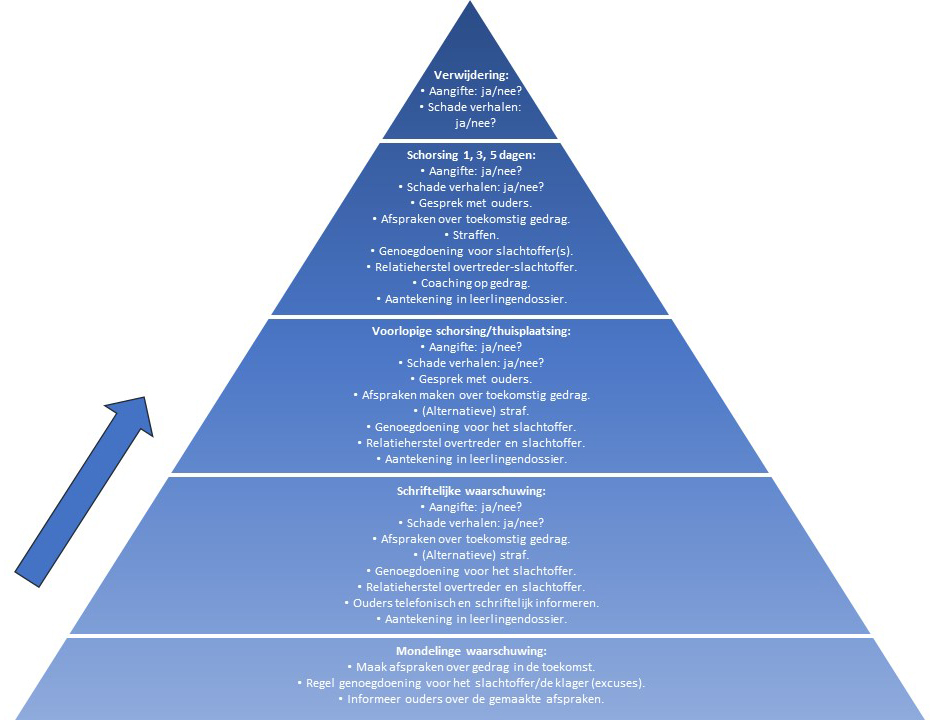 Verwijdering:
• Aangifte: ja/nee?
• Schade verhalen:
ja/nee?
Schorsing 1, 3, 5 dagen:
• Aangifte: ja/nee?
• Schade verhalen: ja/nee?
• Gesprek met ouders.
• Afspraken over toekomstig gedrag.
• Straffen.
• Genoegdoening voor slachtoffer(s).
• Relatieherstel overtreder-slachtoffer.
• Coaching op gedrag.
• Aantekening in leerlingendossier.
Voorlopige schorsing/thuisplaatsing:
• Aangifte: ja/nee?
• Schade verhalen: ja/nee?
• Gesprek met ouders.
• Afspraken maken over toekomstig gedrag.
• (Alternatieve) straf.
• Genoegdoening voor het slachtoffer.
• Relatieherstel overtreder en slachtoffer.
• Aantekening in leerlingendossier.
Schriftelijke waarschuwing:
• Aangifte: ja/nee?
• Schade verhalen: ja/nee?
• Afspraken over toekomstig gedrag.
• (Alternatieve) straf.
• Genoegdoening voor het slachtoffer.
• Relatieherstel overtreder en slachtoffer.
• Ouders telefonisch en schriftelijk informeren.
• Aantekening in leerlingendossier.
Mondelinge waarschuwing:
• Maak afspraken over gedrag in de toekomst.
• Regel genoegdoening voor het slachtoffer/de klager (excuses).
• Informeer ouders over de gemaakte afspraken.